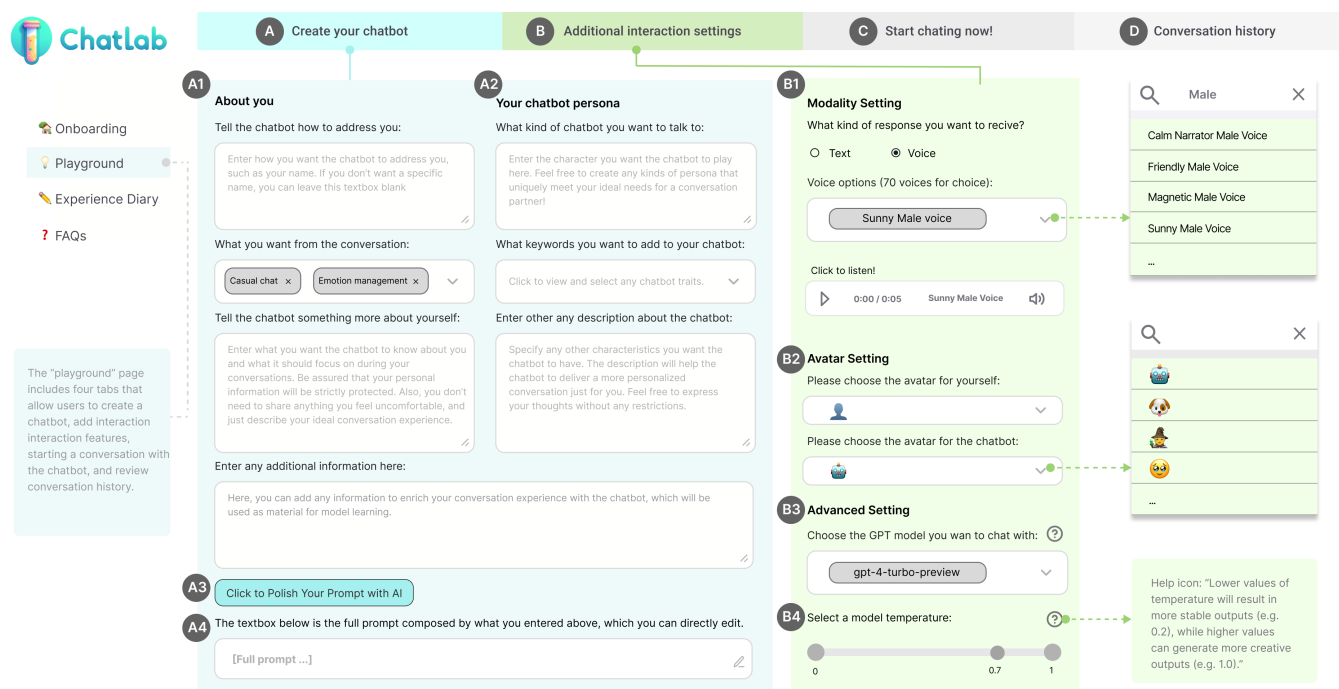 ChatLab
A Create your chatbot
B Additional interaction settings
C Start chating now!
D Conversation history
Onboarding
Playground
Experience Diary
FAQs
The "playground" page
includes four tabs that
allow users to create a
chatbot, add interaction
interaction features,
starting a conversation with
the chatbot, and review
conversation history.
A1
About you
Tell the chatbot how to address you:
Enter how you want the chatbot to address you,
such as your name. If you don't want a specific
name, you can leave this textbox blank
What you want from the conversation:
Casual chat × Emotion management ×
Tell the chatbot something more about yourself:
Enter what you want the chatbot to know about you
and what it should focus on during your
conversations. Be assured that your personal
information will be strictly protected. Also, you don't
need to share anything you feel uncomfortable, and
just describe your ideal conversation experience.
A2
Your chatbot persona
What kind of chatbot you want to talk to:
Enter the character you want the chatbot to play
here. Feel free to create any kinds of persona that
uniquely meet your ideal needs for a conversation
partner!
What keywords you want to add to your chatbot:
Click to view and select any chatbot traits.
Enter other any description about the chatbot:
Specify any other characteristics you want the
chatbot to have. The description will help the
chatbot to deliver a more personalized
conversation just for you. Feel free to express
your thoughts without any restrictions.
Enter any additional information here:
Here, you can add any information to enrich your conversation experience with the chatbot, which will be
used as material for model learning.
A3
Click to Polish Your Prompt with AI
A4
The textbox below is the full prompt composed by what you entered above, which you can directly edit.
[Full prompt ...]
B1
Modality Setting
What kind of response you want to recive?
Text Voice
Voice options (70 voices for choice):
Sunny Male voice
Click to listen!
0:00 / 0:05 Sunny Male Voice
B2
Avatar Setting
Please choose the avatar for yourself:
Please choose the avatar for the chatbot:
B3
Advanced Setting
Choose the GPT model you wan to chat with: ?
gpt-4-turbo-preview
B4
Select a model temperature: ?
0 0.7 1
Male
Calm Narrator Male Voice
Friendly Male Voice
Magnetic Male Voice
Sunny Male Voice
...
...
Help icon: "Lower values of
temperature will result in
more stable outputs (e.g.
0.2), while higher values
can generate more creative
outputs (e.g. 1.0)."